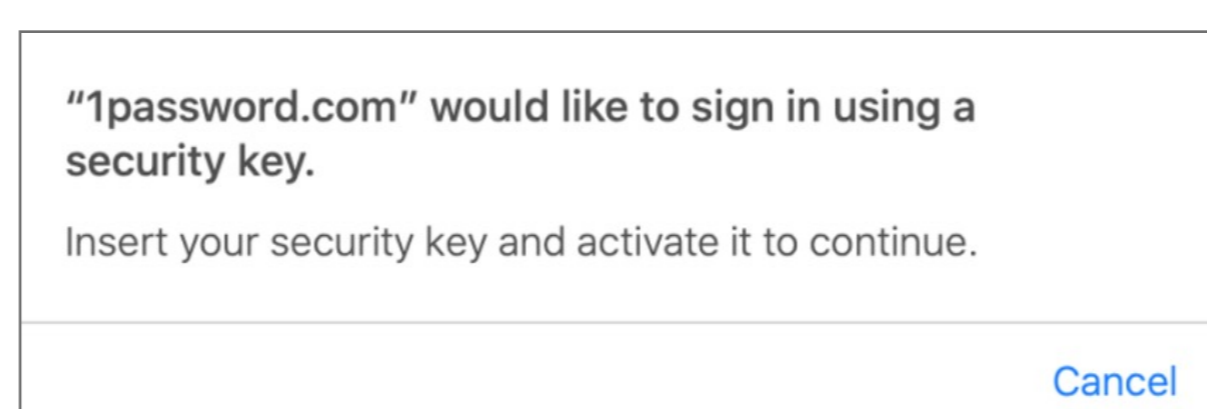 “1password.com” would like to sign in using a
security key.
Insert your security key and activate it to continue.
Cancel